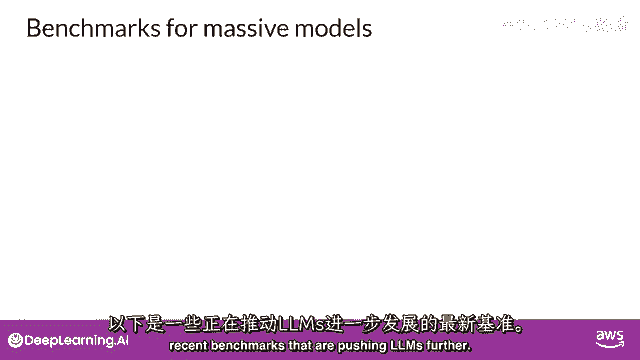 Benchmarks for massive models
以下是一些正在推动LLMs进一步发展的最新基准。
recent benchmarks that are pushing LLMs further.
DeepLearning.AI
aws